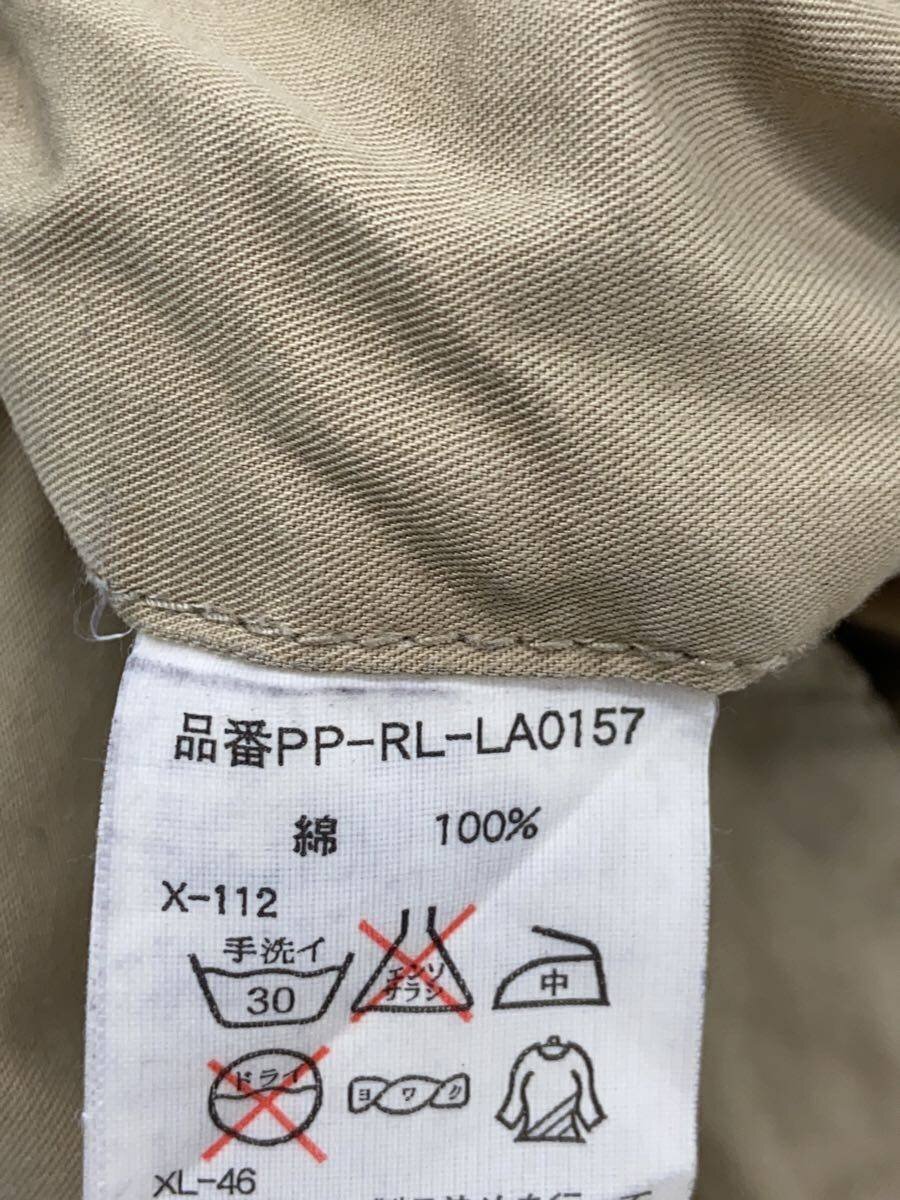 品番PP-RL-LA0157
綿 100%
X-112
手洗イ
30
エンソ
サラシ
中
ドライ
ヨワク
XL-46